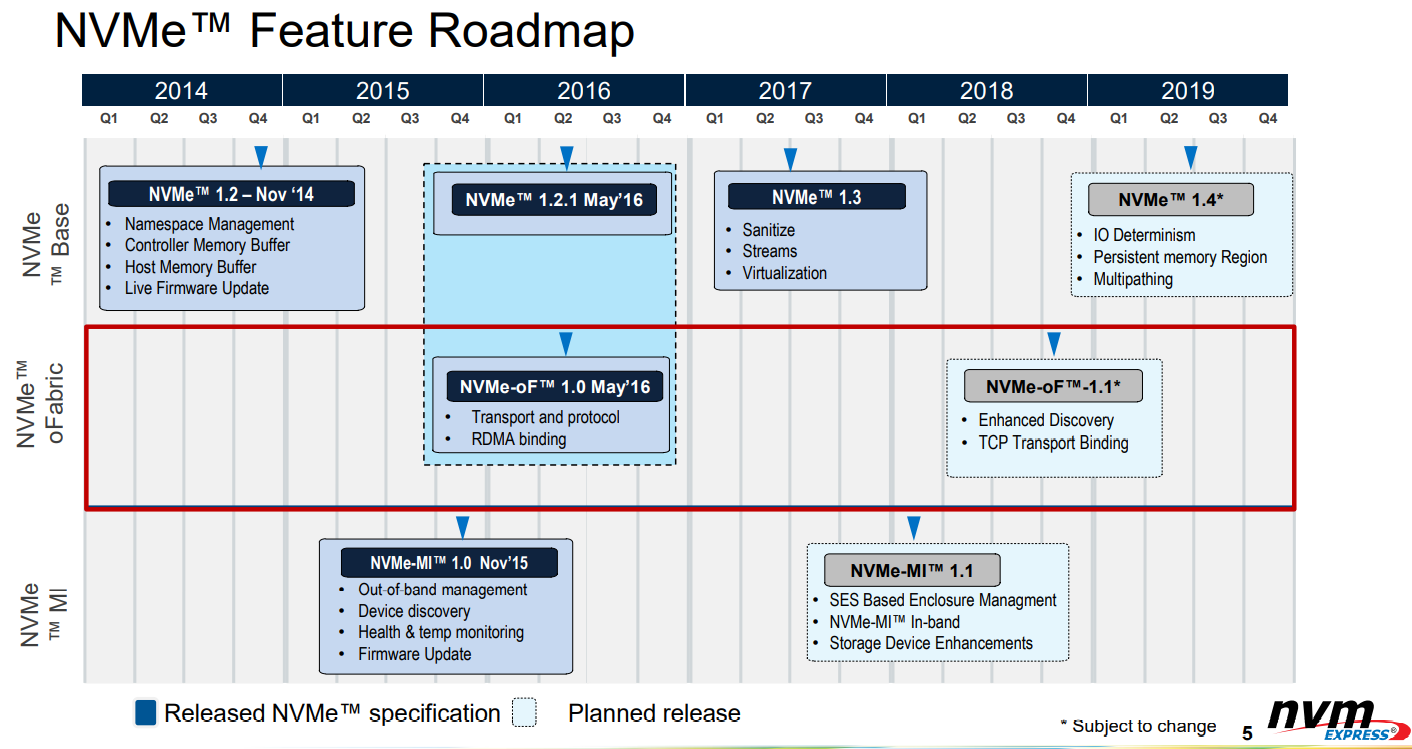 NVMe™ Feature Roadmap
2014 2015 2016 2017 2018 2019
Q1 Q2 Q3 Q4 Q1 Q2 Q3 Q4 Q1 Q2 Q3 Q4 Q1 Q2 Q3 Q4 Q1 Q2 Q3 Q4 Q1 Q2 Q3 Q4
NVMe
™ Base
NVMe™ 1.2 – Nov ‘14
• Namespace Management
• Controller Memory Buffer
• Host Memory Buffer
• Live Firmware Update
NVMe™ 1.2.1 May’16
NVMe™ 1.3
• Sanitize
• Streams
• Virtualization
NVMe™ 1.4*
• IO Determinism
• Persistent memory Region
• Multipathing
NVMe™
oFabric
NVMe-oF™ 1.0 May’16
• Transport and protocol
• RDMA binding
NVMe-oF™-1.1*
• Enhanced Discovery
• TCP Transport Binding
NVMe
™ MI
NVMe-MI™ 1.0 Nov’15
• Out-of-band management
• Device discovery
• Health & temp monitoring
• Firmware Update
NVMe-MI™ 1.1
• SES Based Enclosure Managment
• NVMe-MI™ In-band
• Storage Device Enhancements
Released NVMe™ specification
Planned release
* Subject to change
5
nvm
EXPRESS®